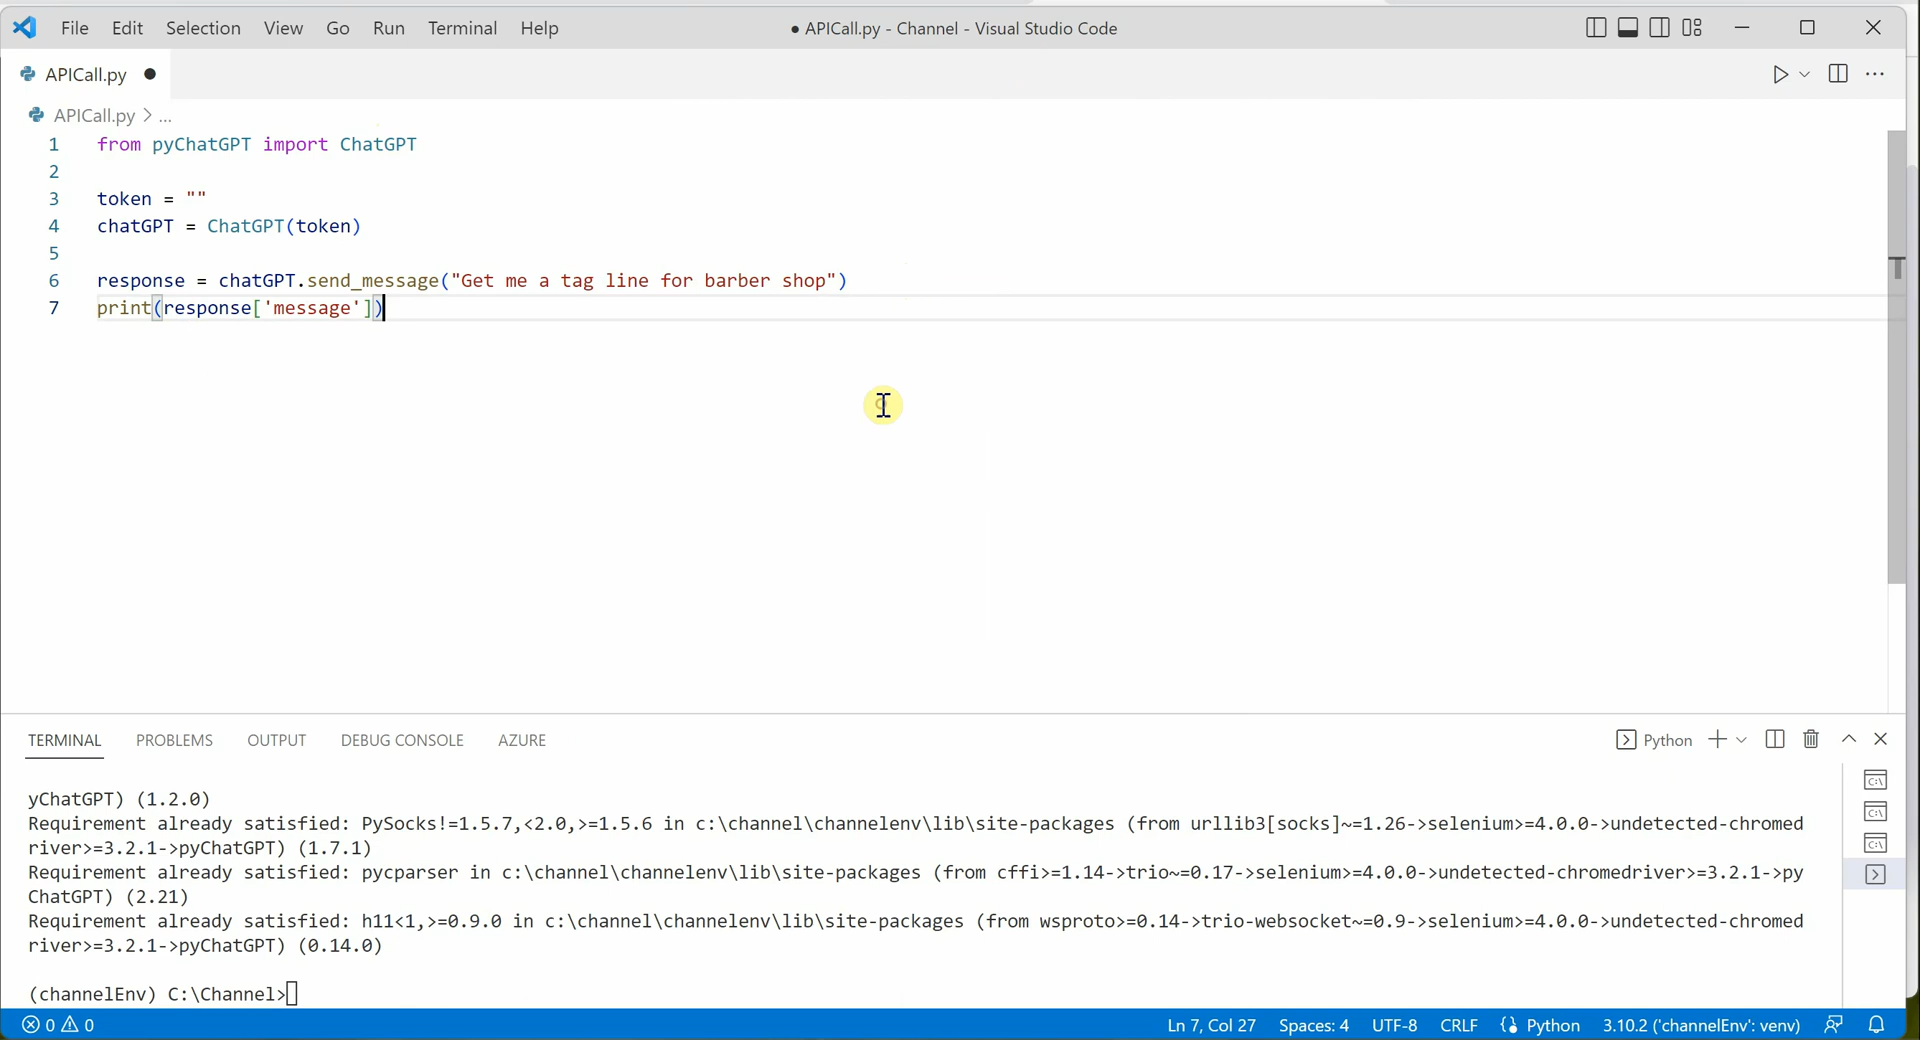 File Edit Selection View Go Run Terminal Help ● APICall.py - Channel - Visual Studio Code
APICall.py ●
APICall.py > ...
1 from pyChatGPT import ChatGPT
2
3 token = ""
4 chatGPT = ChatGPT(token)
5
6 response = chatGPT.send_message("Get me a tag line for barber shop")
7 print(response['message'])
TERMINAL PROBLEMS OUTPUT DEBUG CONSOLE AZURE Python
yChatGPT) (1.2.0)
Requirement already satisfied: PySocks!=1.5.7,<2.0,>=1.5.6 in c:\channel\channelenv\lib\site-packages (from urllib3[socks]~=1.26->selenium>=4.0.0->undetected-chromed
river>=3.2.1->pyChatGPT) (1.7.1)
Requirement already satisfied: pycparser in c:\channel\channelenv\lib\site-packages (from cffi>=1.14->trio~=0.17->selenium>=4.0.0->undetected-chromedriver>=3.2.1->py
ChatGPT) (2.21)
Requirement already satisfied: h11<1,>=0.9.0 in c:\channel\channelenv\lib\site-packages (from wsproto>=0.14->trio-websocket~=0.9->selenium>=4.0.0->undetected-chromed
river>=3.2.1->pyChatGPT) (0.14.0)
(channelEnv) C:\Channel>
0 0 Ln 7, Col 27 Spaces: 4 UTF-8 CRLF Python 3.10.2 ('channelEnv': venv)